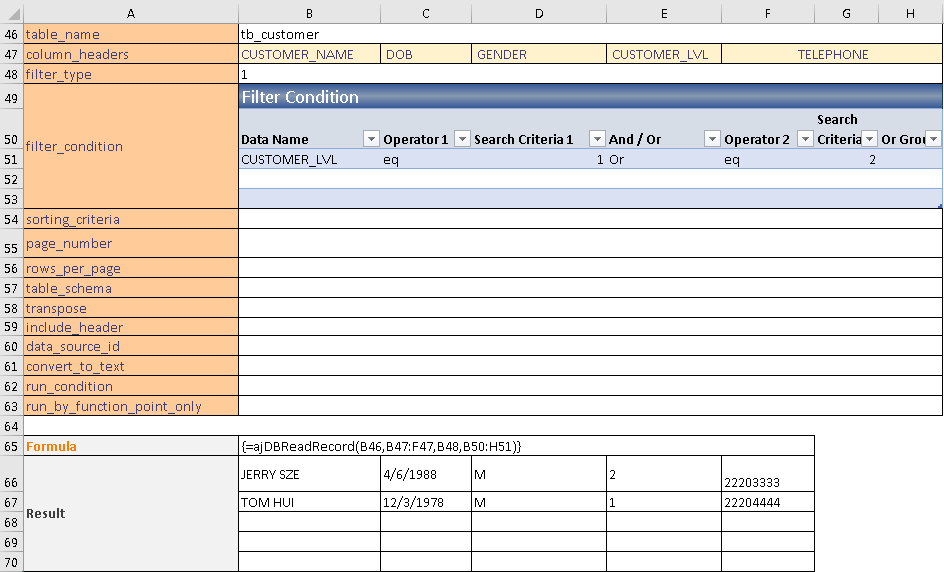 A B C D E F G H
46 table_name tb_customer
47 column_headers CUSTOMER_NAME DOB GENDER CUSTOMER_LVL TELEPHONE
48 filter_type 1
49 Filter Condition
filter_condition
Search
50 Data Name Operator 1 Search Criteria 1 And / Or Operator 2 Criteria Or Grou
51 CUSTOMER_LVL eq 1 Or eq 2
52
53
54 sorting_criteria
55 page_number
56 rows_per_page
57 table_schema
58 transpose
59 include_header
60 data_source_id
61 convert_to_text
62 run_condition
63 run_by_function_point_only
64
65 Formula {=ajDBReadRecord(B46,B47:F47,B48,B50:H51)}
66 JERRY SZE 4/6/1988 M 2 22203333
67 TOM HUI 12/3/1978 M 1 22204444
Result
68
69
70